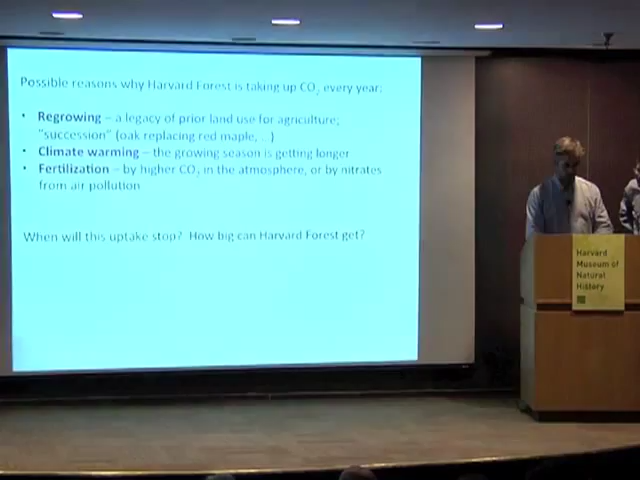 Possible reasons why Harvard Forest is taking up CO₂ every year:
• Regrowing – a legacy of prior land use for agriculture;
"succession" (oak replacing red maple, ...)
• Climate warming – the growing season is getting longer
• Fertilization – by higher CO₂ in the atmosphere, or by nitrates
from air pollution
When will this uptake stop? How big can Harvard Forest get?
Harvard
Museum of
Natural
History